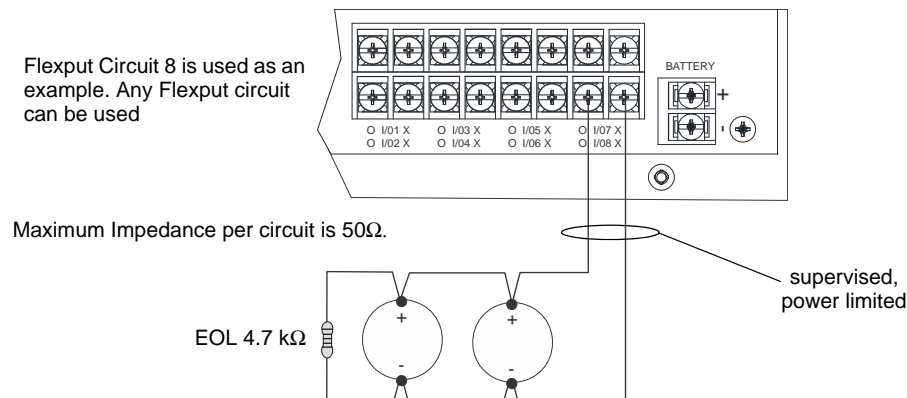 Flexput Circuit 8 is used as an
example. Any Flexput circuit
can be used
BATTERY
+
-
O I/01 X O I/03 X O I/05 X O I/07 X
O I/02 X O I/04 X O I/06 X O I/08 X
Maximum Impedance per circuit is 50Ω.
supervised,
power limited
EOL 4.7 kΩ
+ +
- -